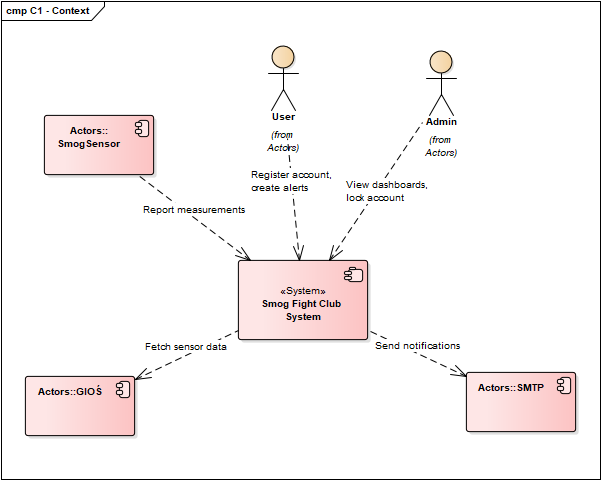 cmp C1 - Context
User
(from
Actors)
Admin
(from
Actors)
Actors::
SmogSensor
Register account,
create alerts
View dashboards,
lock account
Report measurements
«System»
Smog Fight Club
System
Fetch sensor data
Send notifications
Actors::GIOŚ
Actors::SMTP